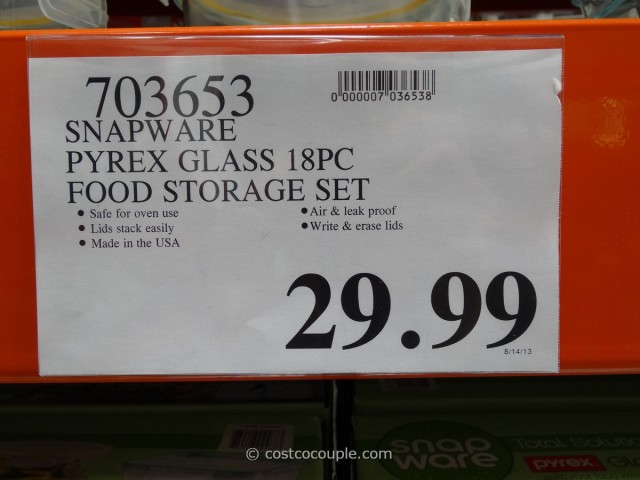 703653
0 000007 036538
SNAPWARE
PYREX GLASS 18PC
FOOD STORAGE SET
• Safe for oven use
• Lids stack easily
• Made in the USA
• Air & leak proof
• Write & erase lids
29.99
8/14/13
snap
ware
Total Solution
pyrex
© costcocouple.com